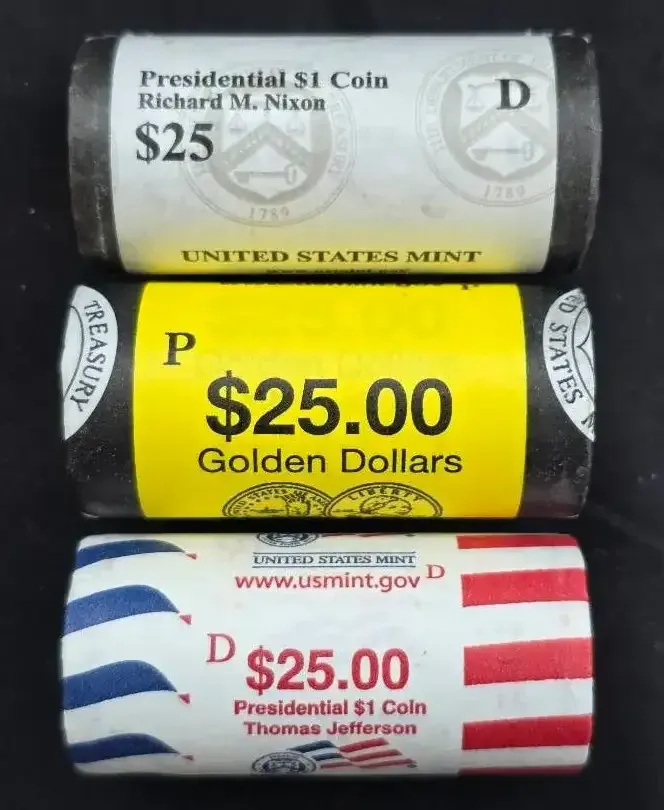 Presidential $1 Coin
Richard M. Nixon
$25
D
1789
1789
UNITED STATES MINT
TREASURY
P
$25.00
Golden Dollars
LIBERTY
UNITED STATES MINT
www.usmint.gov D
D
$25.00
Presidential $1 Coin
Thomas Jefferson